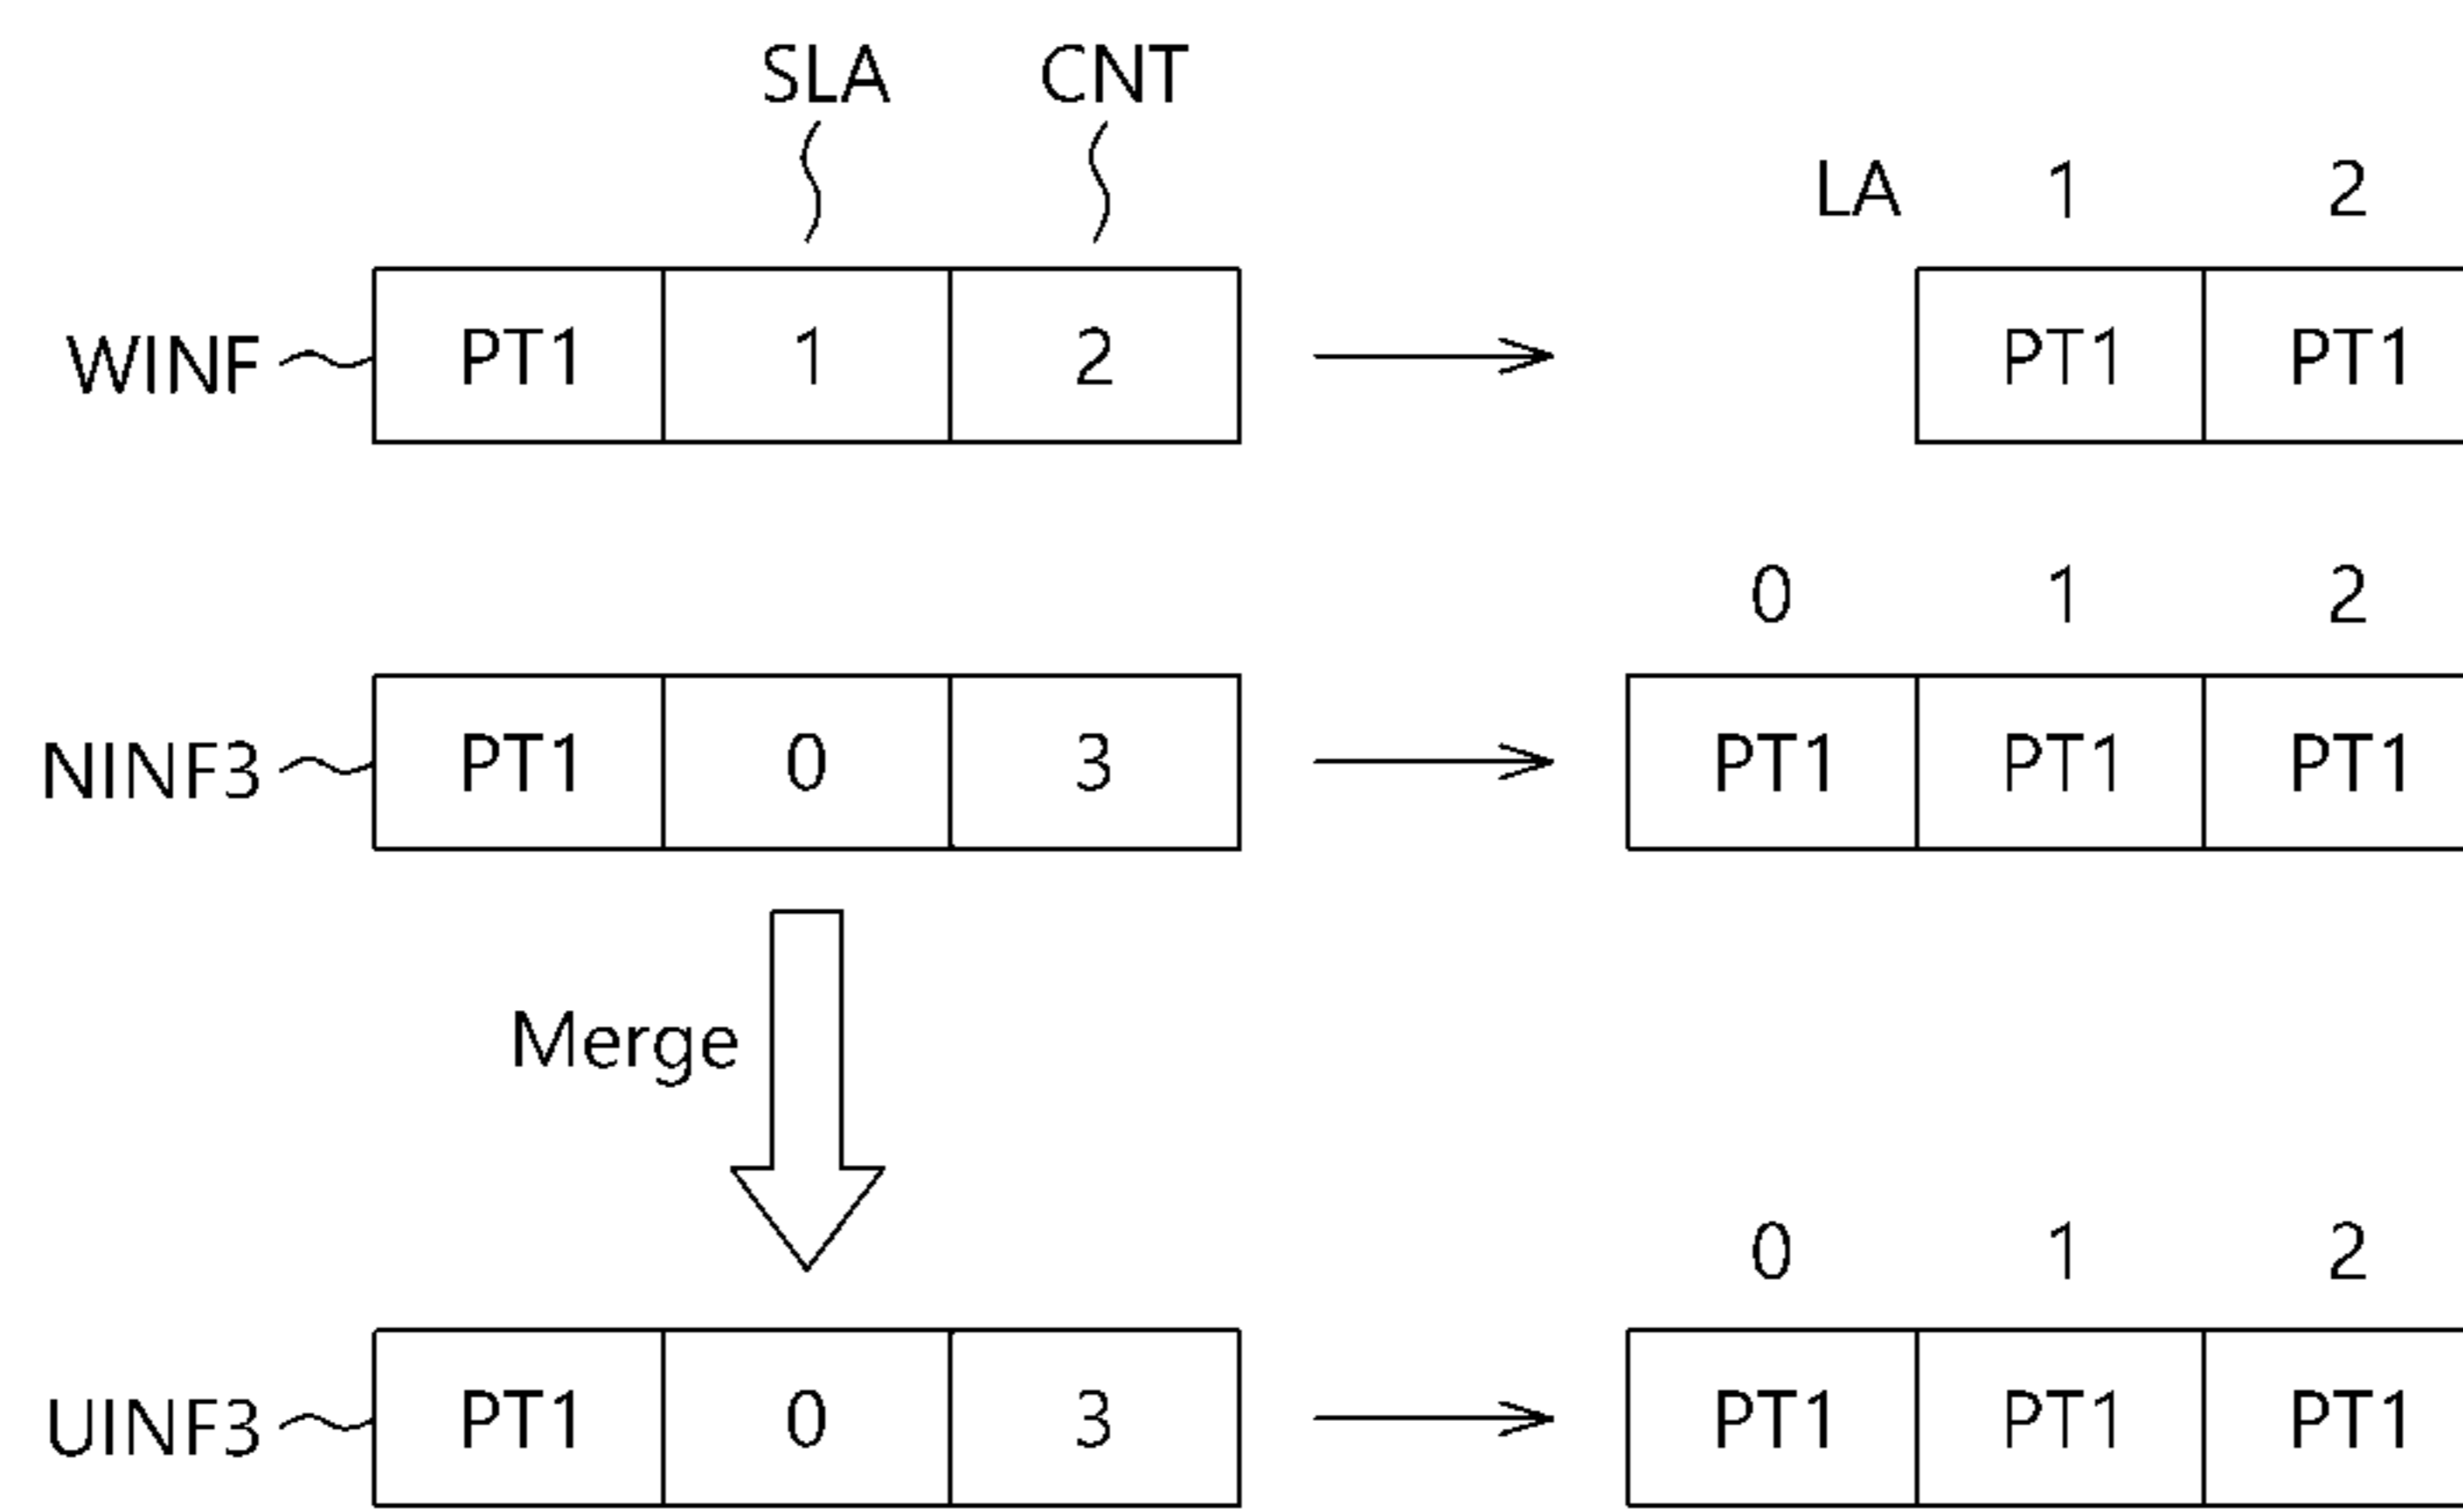 SLA CNT
LA 1 2
WINF PT1 1 2 PT1 PT1
0 1 2
NINF3 PT1 0 3 PT1 PT1 PT1
Merge
0 1 2
UINF3 PT1 0 3 PT1 PT1 PT1